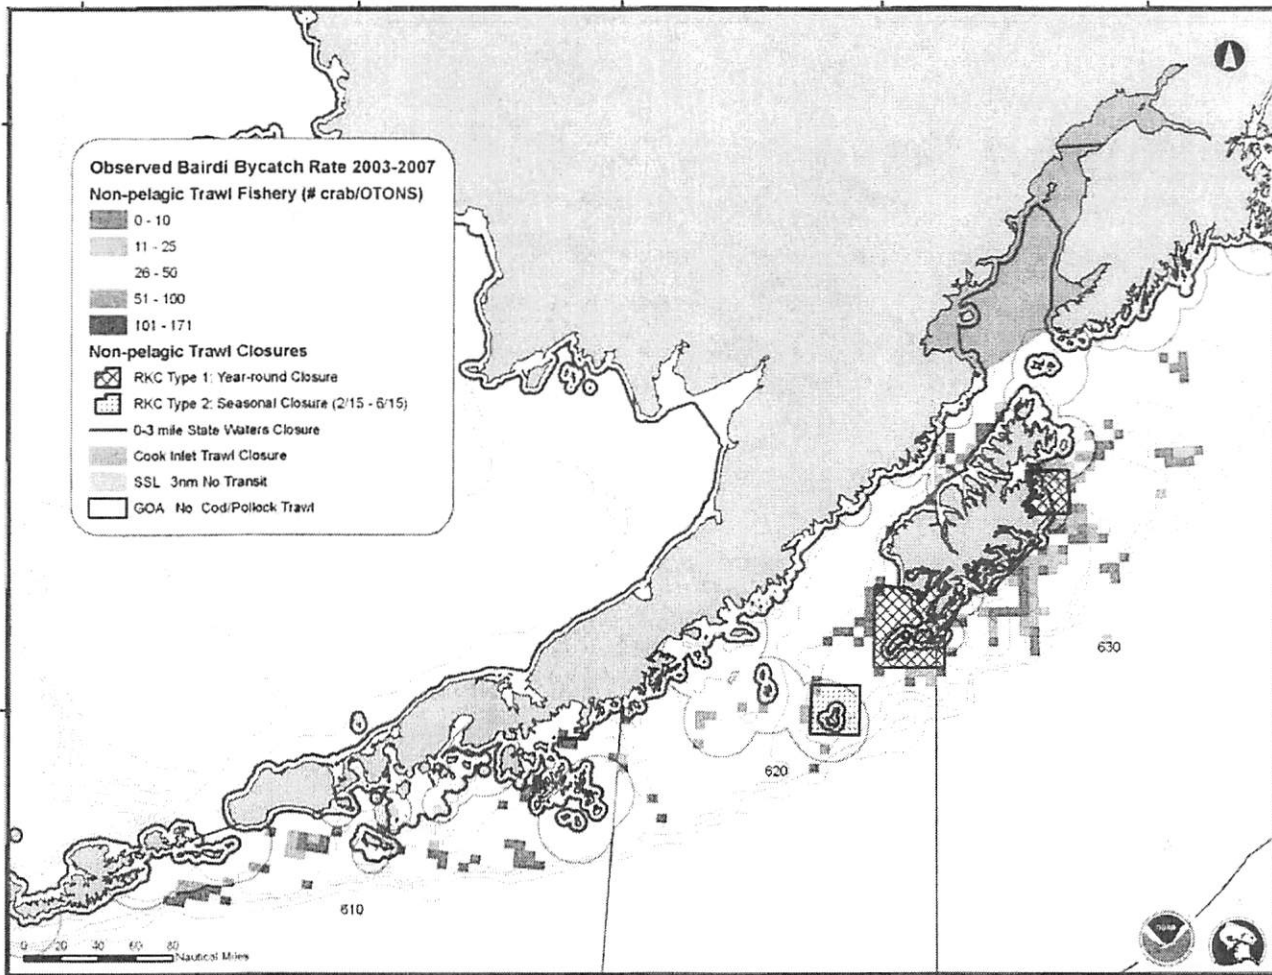 Observed Bairdi Bycatch Rate 2003-2007
Non-pelagic Trawl Fishery (# crab/OTONS)
0 - 10
11 - 25
26 - 50
51 - 100
101 - 171
Non-pelagic Trawl Closures
RKC Type 1: Year-round Closure
RKC Type 2: Seasonal Closure (2/15 - 6/15)
0-3 mile State Waters Closure
Cook Inlet Trawl Closure
SSL 3nm No Transit
GOA No Cod/Pollock Trawl
630
620
610
0 20 40 60 80
Nautical Miles